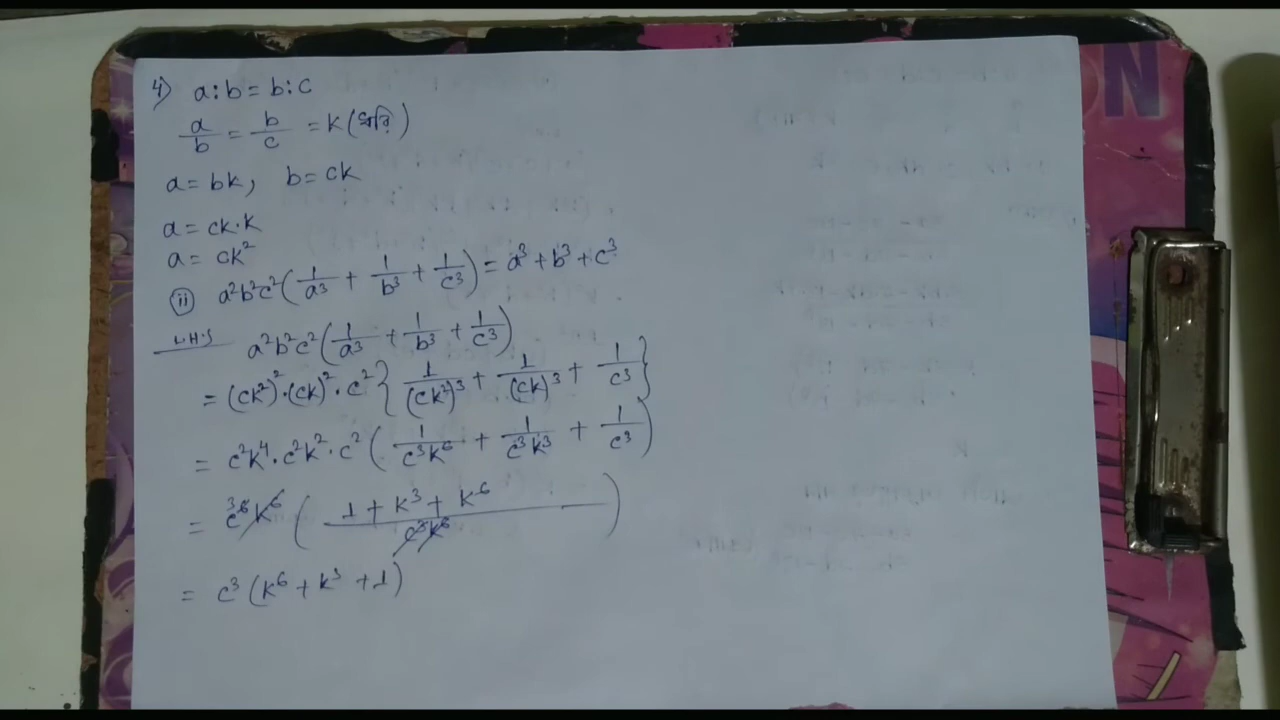 4) a:b = b:c
a/b = b/c = k (ধরি)
a = bk, b = ck
a = ck·k
a = ck²
(ii) a²b²c²(1/a³ + 1/b³ + 1/c³) = a³ + b³ + c³
L.H.S a²b²c²(1/a³ + 1/b³ + 1/c³)
= (ck²)²·(ck)²·c² {1/(ck²)³ + 1/(ck)³ + 1/c³}
= c²k⁴·c²k²·c² (1/c³k⁶ + 1/c³k³ + 1/c³)
= c⁶k⁶ ((1 + k³ + k⁶)/c³k⁶)
= c³(k⁶ + k³ + 1)